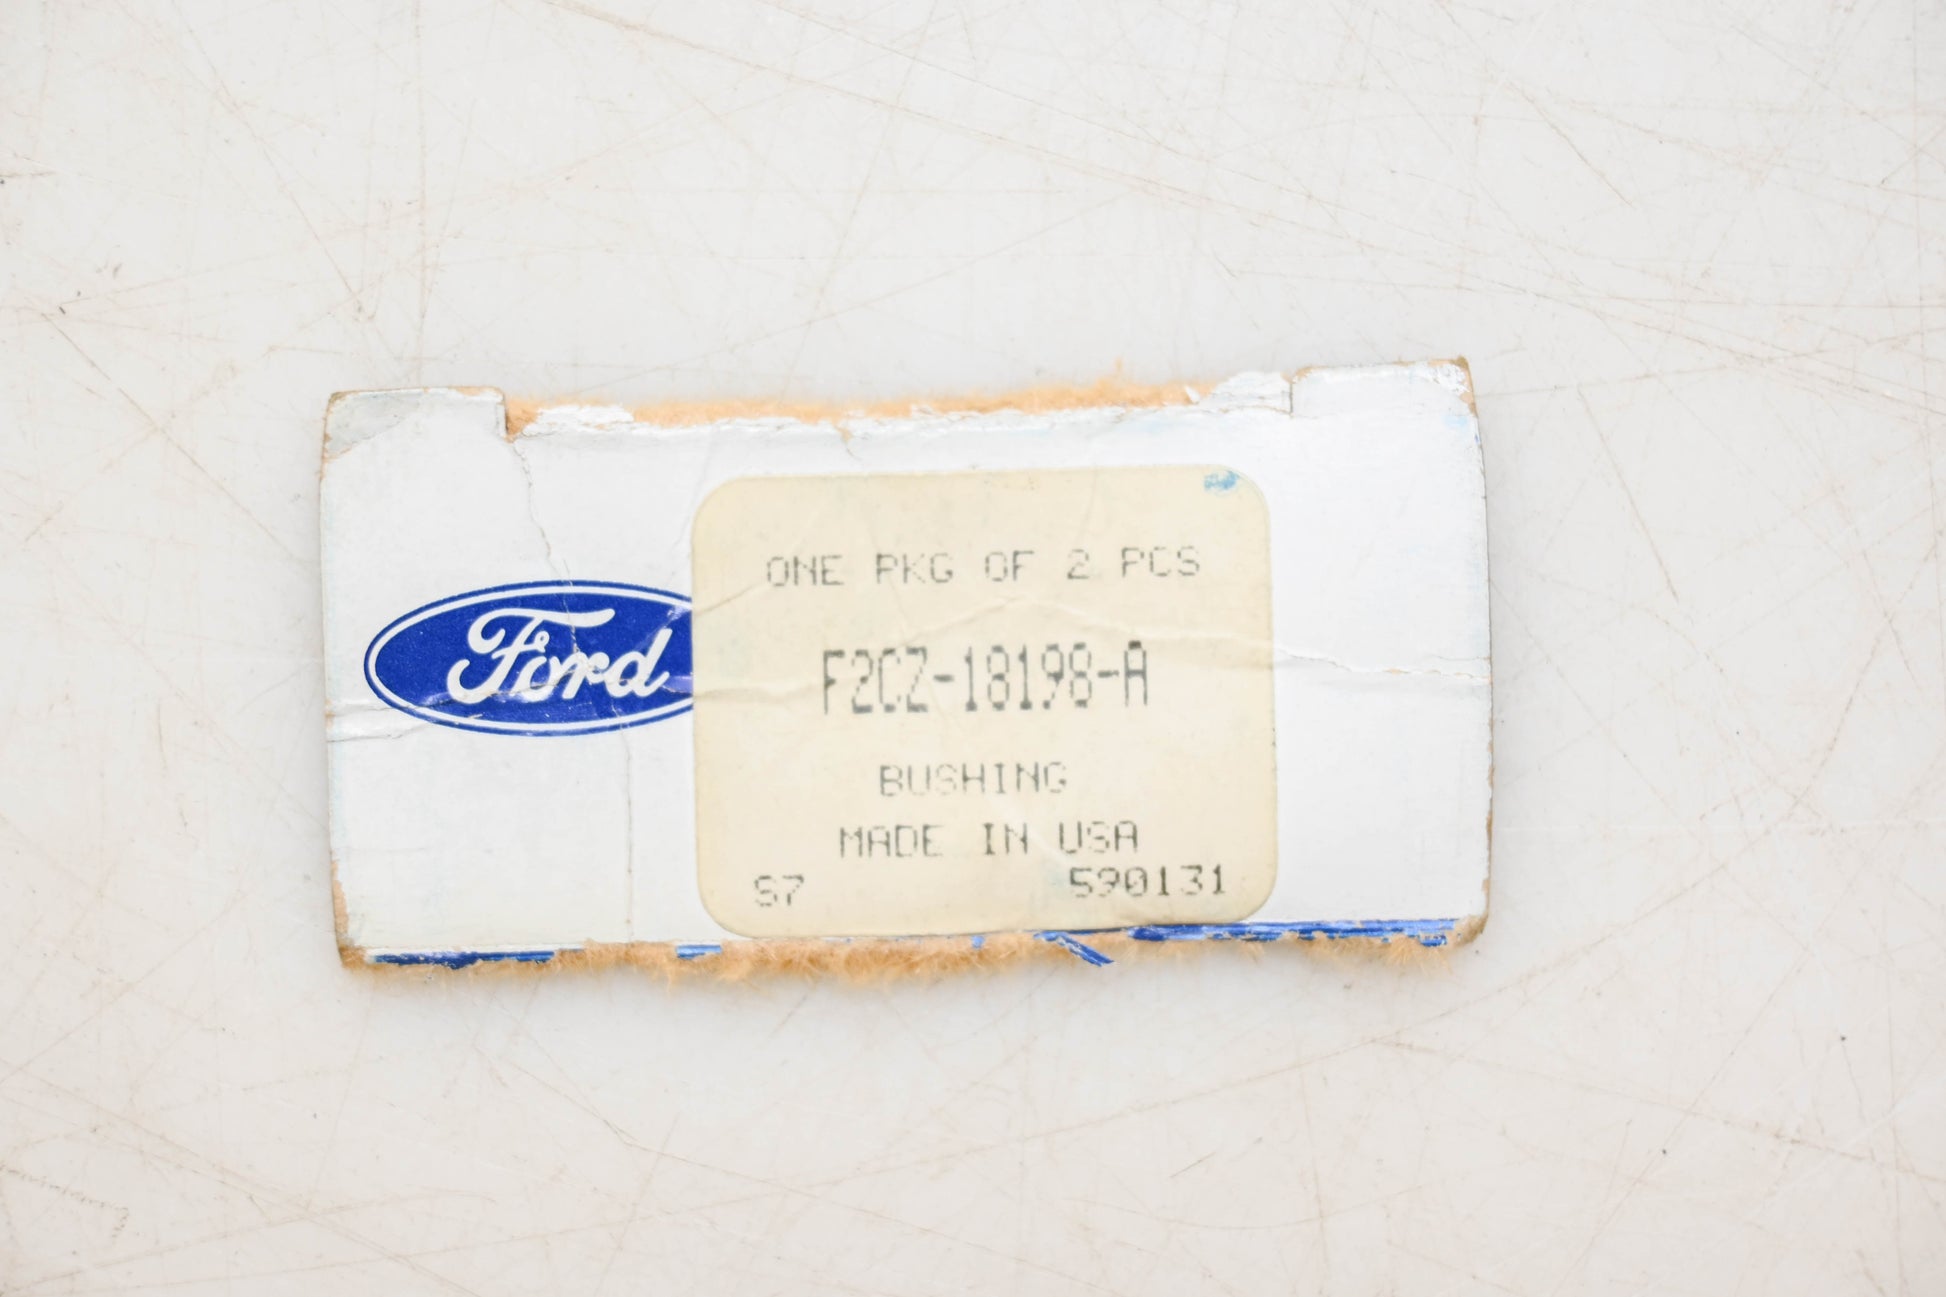 Ford
ONE PKG OF 2 PCS
F2CZ-18198-A
BUSHING
MADE IN USA
S7 590131